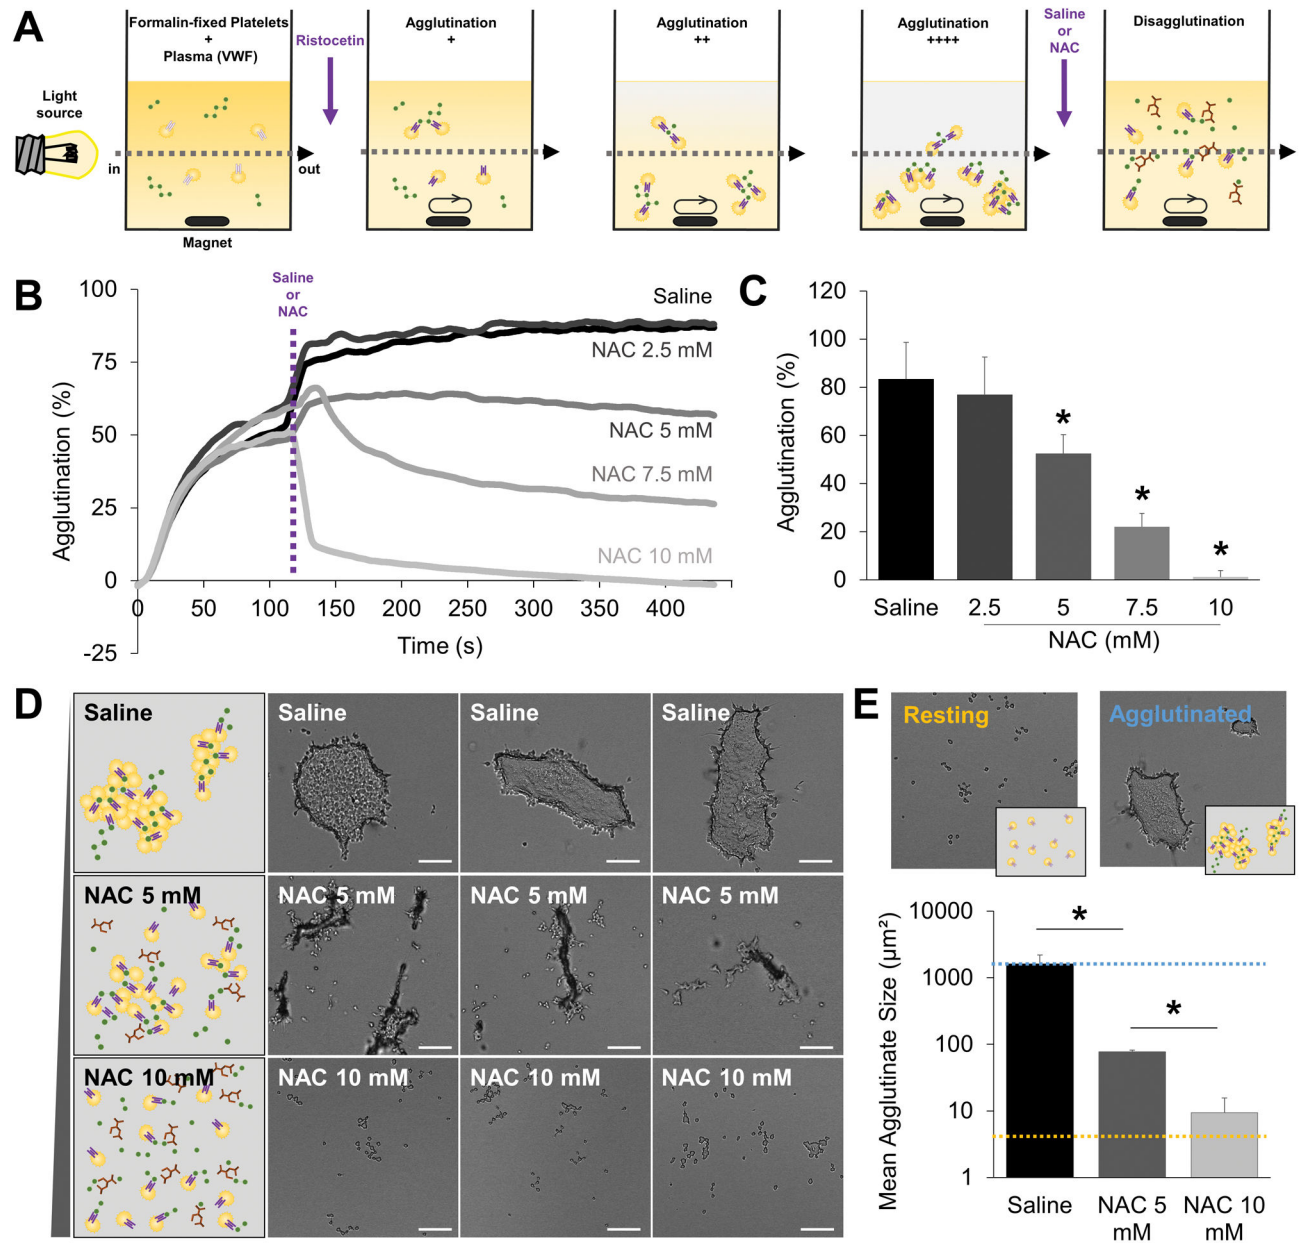 A
Formalin-fixed Platelets
+
Plasma (VWF)
Ristocetin
Agglutination
+
Agglutination
++
Agglutination
++++
Saline
or
NAC
Disagglutination
Light
source
in
out
Magnet
B
Saline
or
NAC
Agglutination (%)
100
75
50
25
0
-25
0 50 100 150 200 250 300 350 400
Time (s)
Saline
NAC 2.5 mM
NAC 5 mM
NAC 7.5 mM
NAC 10 mM
C
Agglutination (%)
120
100
80
60
40
20
0
* * *
Saline 2.5 5 7.5 10
NAC (mM)
D
Saline Saline Saline Saline
NAC 5 mM NAC 5 mM NAC 5 mM NAC 5 mM
NAC 10 mM NAC 10 mM NAC 10 mM NAC 10 mM
E
Resting
Agglutinated
Mean Agglutinate Size (µm²)
10000
1000
100
10
1
*
*
Saline NAC 5 mM NAC 10 mM